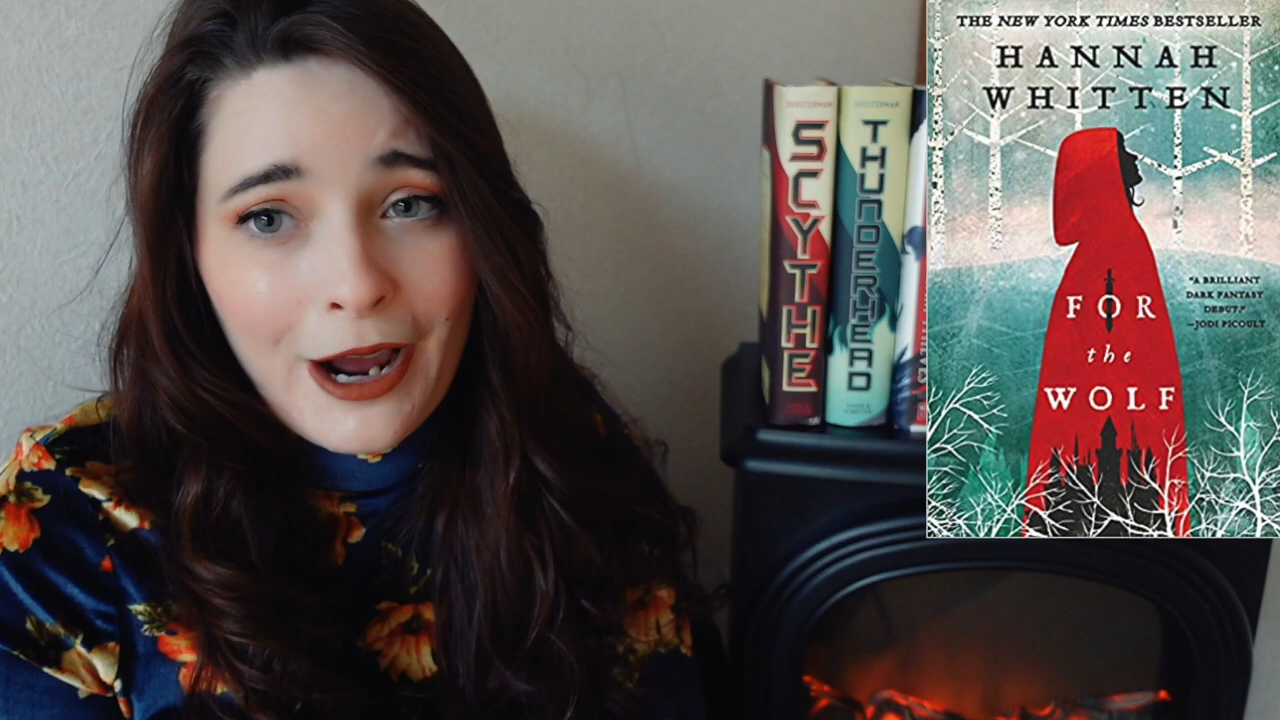 SCYTHE
THUNDERHEAD
THE NEW YORK TIMES BESTSELLER
HANNAH
WHITTEN
"A BRILLIANT
DARK FANTASY
DEBUT."
—JODI PICOULT
FOR
the
WOLF